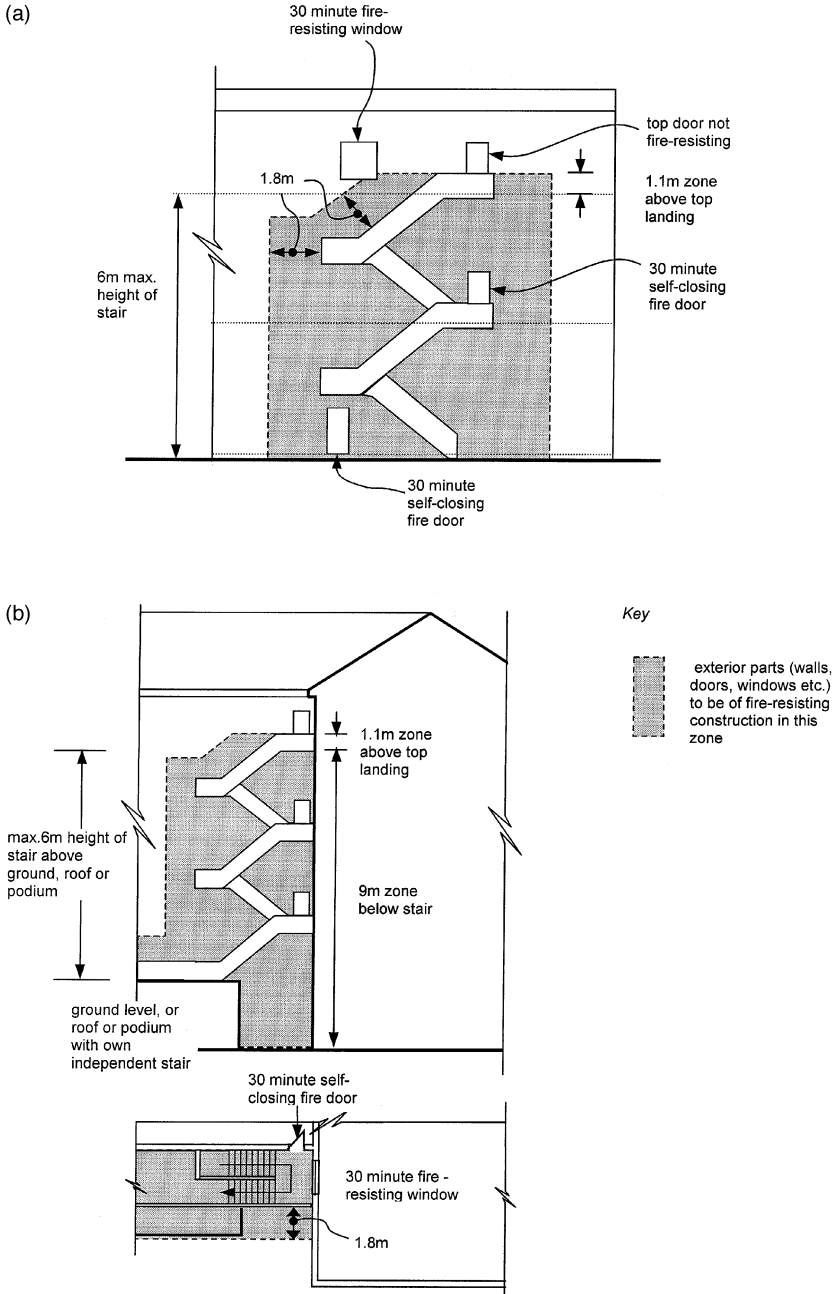 (a)
30 minute fire-
resisting window
top door not
fire-resisting
1.8m
1.1m zone
above top
landing
6m max.
height of
stair
30 minute
self-closing
fire door
30 minute
self-closing
fire door
(b)
Key
exterior parts (walls,
doors, windows etc.)
to be of fire-resisting
construction in this
zone
1.1m zone
above top
landing
max.6m height of
stair above
ground, roof or
podium
9m zone
below stair
ground level, or
roof or podium
with own
independent stair
30 minute self-
closing fire door
30 minute fire -
resisting window
1.8m